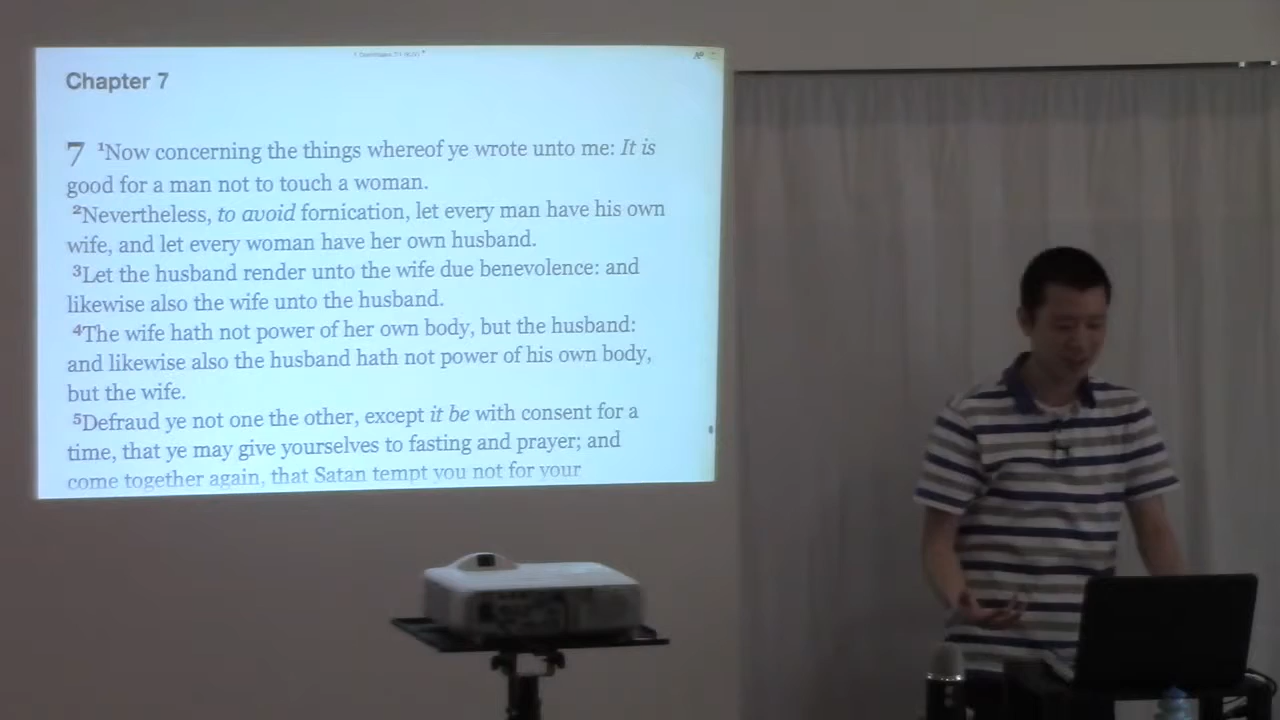 Chapter 7
7 ¹Now concerning the things whereof ye wrote unto me: It is
good for a man not to touch a woman.
²Nevertheless, to avoid fornication, let every man have his own
wife, and let every woman have her own husband.
³Let the husband render unto the wife due benevolence: and
likewise also the wife unto the husband.
⁴The wife hath not power of her own body, but the husband:
and likewise also the husband hath not power of his own body,
but the wife.
⁵Defraud ye not one the other, except it be with consent for a
time, that ye may give yourselves to fasting and prayer; and
come together again, that Satan tempt you not for your